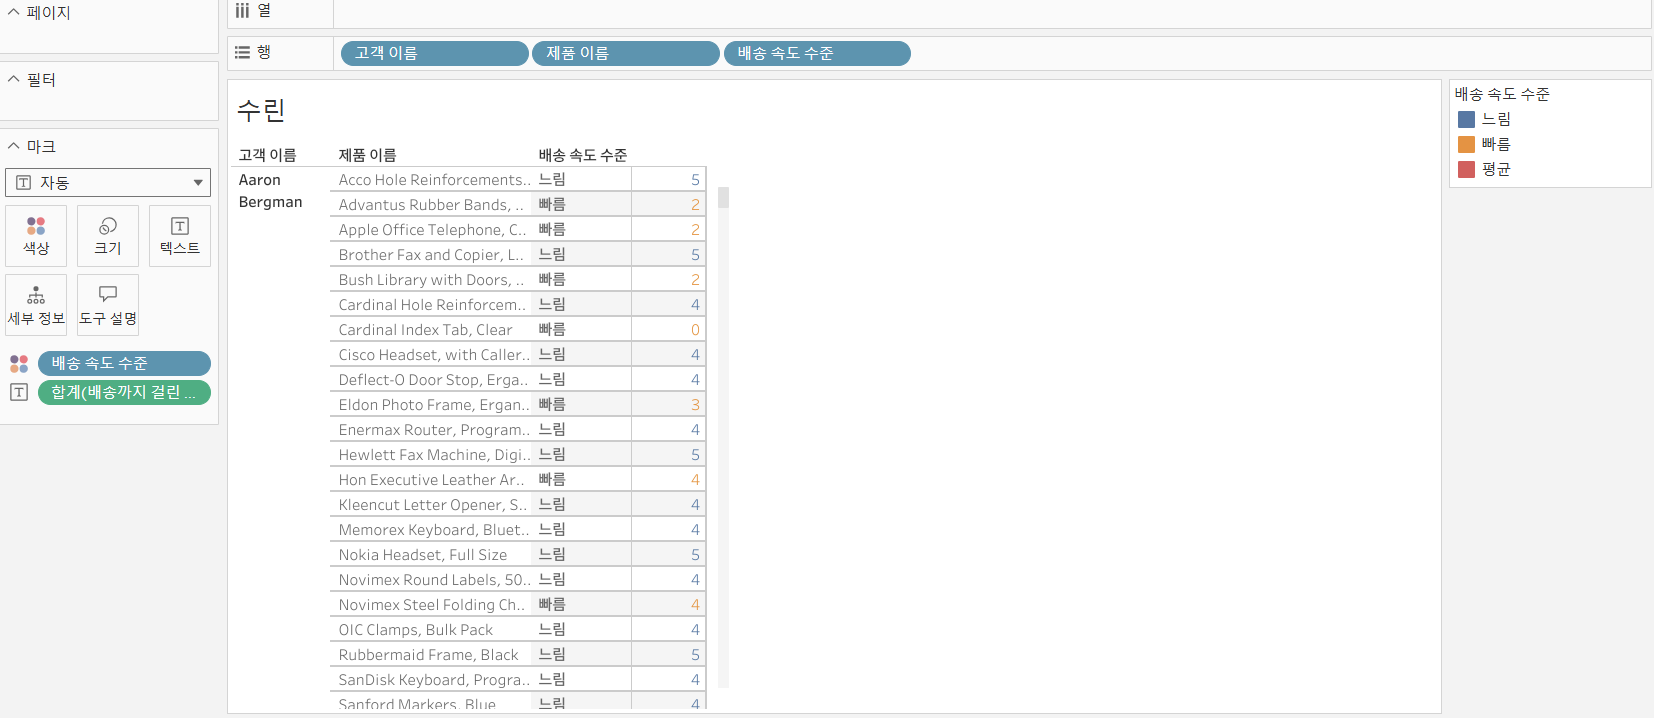 페이지
열
행
고객 이름
제품 이름
배송 속도 수준
필터
마크
자동
색상
크기
텍스트
세부 정보
도구 설명
배송 속도 수준
합계(배송까지 걸린 ...
수린
고객 이름 제품 이름 배송 속도 수준
Aaron Bergman
Acco Hole Reinforcements.. 느림 5
Advantus Rubber Bands, .. 빠름 2
Apple Office Telephone, C.. 빠름 2
Brother Fax and Copier, L.. 느림 5
Bush Library with Doors, .. 빠름 2
Cardinal Hole Reinforcem.. 느림 4
Cardinal Index Tab, Clear 빠름 0
Cisco Headset, with Caller.. 느림 4
Deflect-O Door Stop, Erga.. 느림 4
Eldon Photo Frame, Ergan.. 빠름 3
Enermax Router, Program.. 느림 4
Hewlett Fax Machine, Digi.. 느림 5
Hon Executive Leather Ar.. 빠름 4
Kleencut Letter Opener, S.. 느림 4
Memorex Keyboard, Bluet.. 느림 4
Nokia Headset, Full Size 느림 5
Novimex Round Labels, 50.. 느림 4
Novimex Steel Folding Ch.. 빠름 4
OIC Clamps, Bulk Pack 느림 4
Rubbermaid Frame, Black 느림 5
SanDisk Keyboard, Progra.. 느림 4
Sanford Markers, Blue 느림 4
배송 속도 수준
느림
빠름
평균